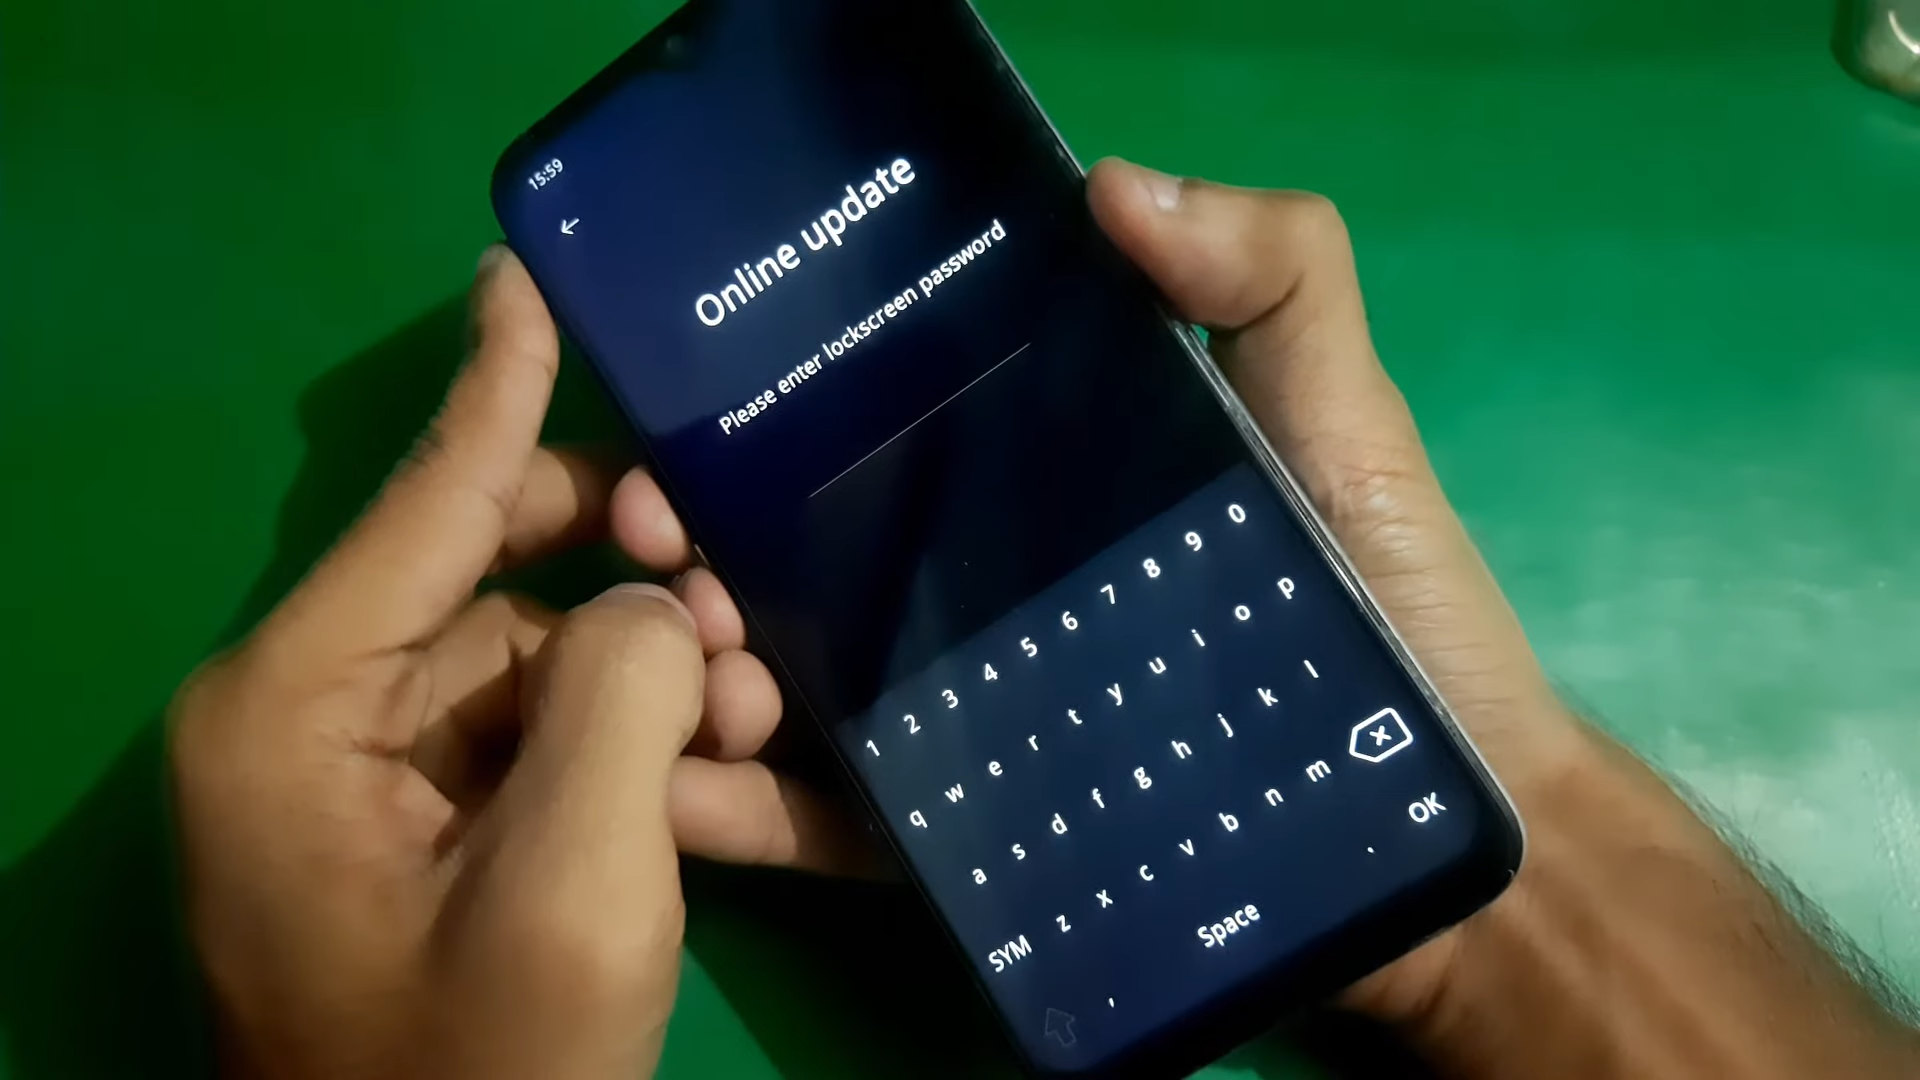 15:59
←
Online update
Please enter lockscreen password
1 2 3 4 5 6 7 8 9 0
q w e r t y u i o p
a s d f g h j k l
SYM z x c v b n m
, Space . OK